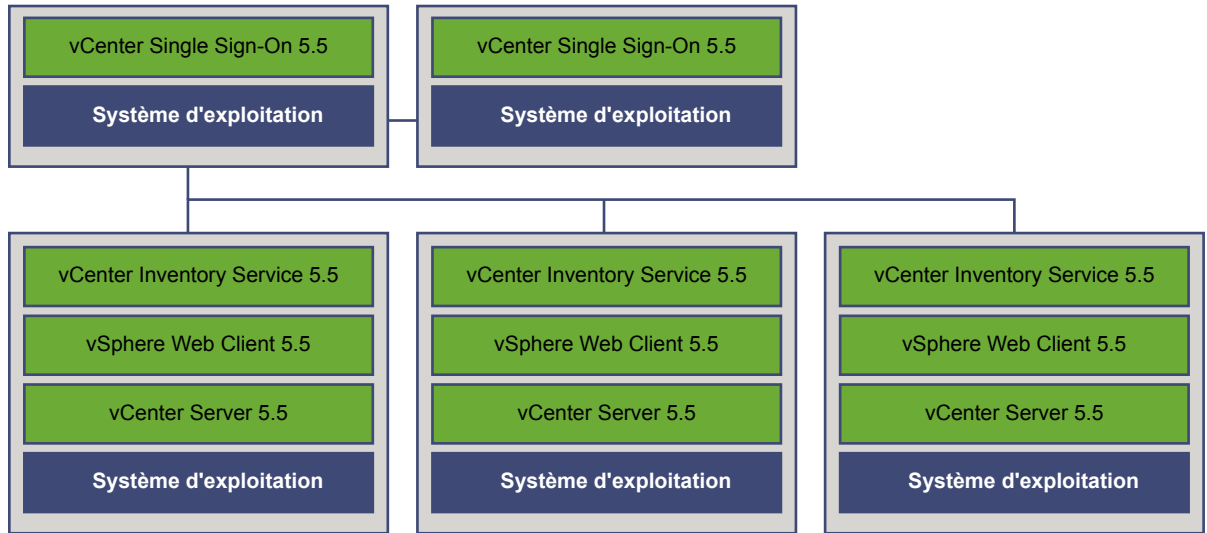 vCenter Single Sign-On 5.5
Système d'exploitation
vCenter Single Sign-On 5.5
Système d'exploitation
vCenter Inventory Service 5.5
vSphere Web Client 5.5
vCenter Server 5.5
Système d'exploitation
vCenter Inventory Service 5.5
vSphere Web Client 5.5
vCenter Server 5.5
Système d'exploitation
vCenter Inventory Service 5.5
vSphere Web Client 5.5
vCenter Server 5.5
Système d'exploitation